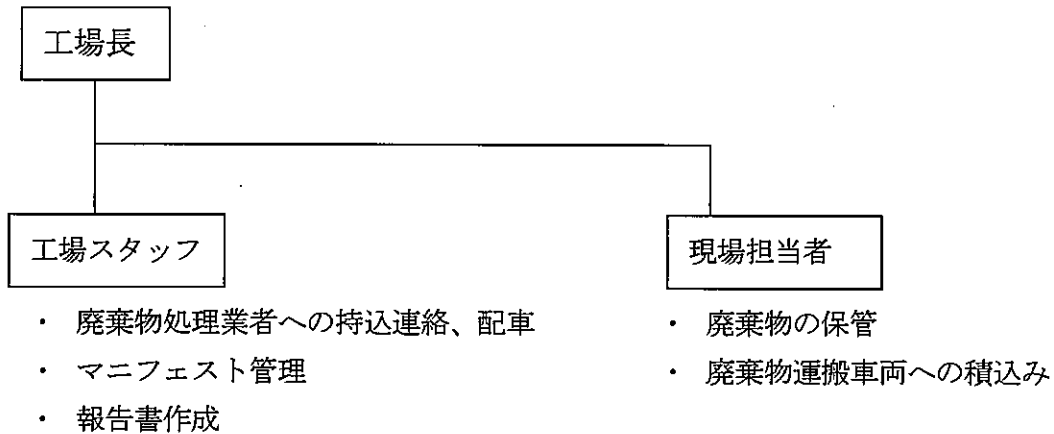 工場長
工場スタッフ
・ 廃棄物処理業者への持込連絡、配車
・ マニフェスト管理
・ 報告書作成
現場担当者
・ 廃棄物の保管
・ 廃棄物運搬車両への積込み